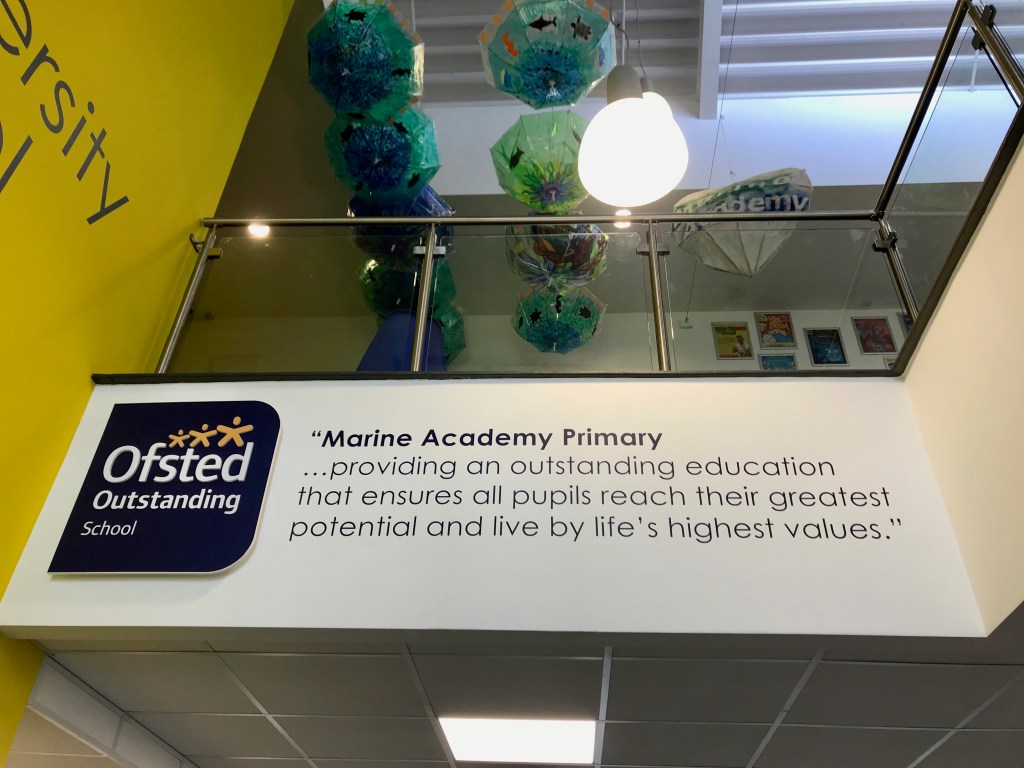 ersity
academy
Ofsted
Outstanding
School
“Marine Academy Primary
...providing an outstanding education
that ensures all pupils reach their greatest
potential and live by life’s highest values.”